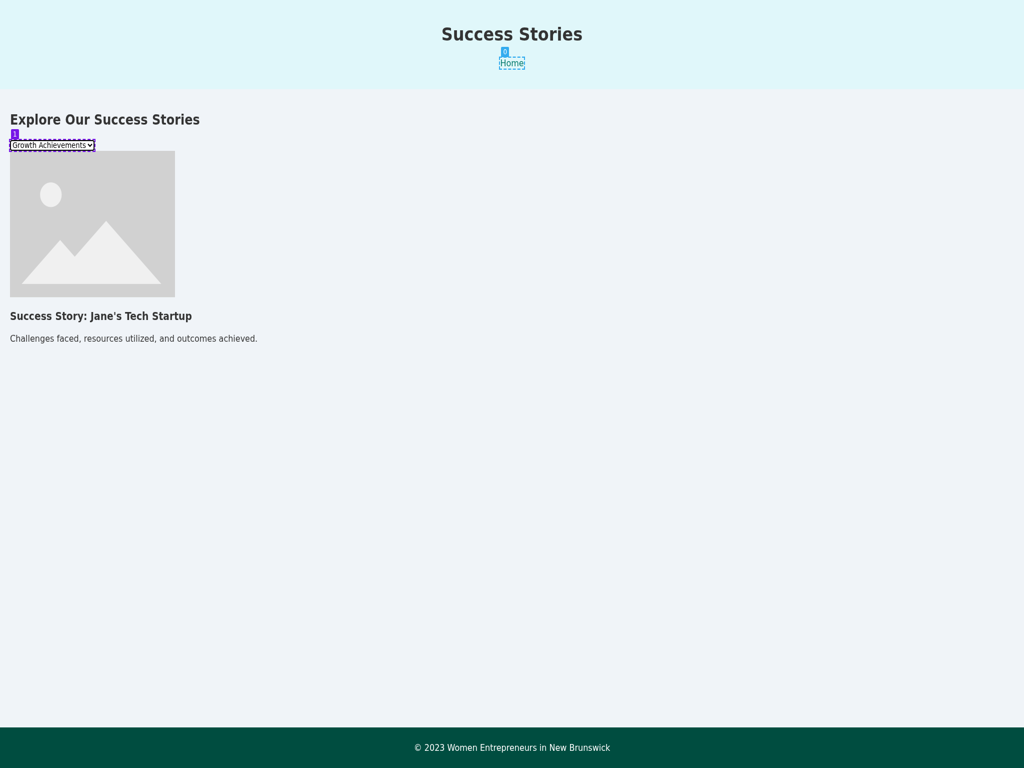 Success Stories
0
Home
Explore Our Success Stories
1
Growth Achievements
Success Story: Jane's Tech Startup
Challenges faced, resources utilized, and outcomes achieved.
© 2023 Women Entrepreneurs in New Brunswick